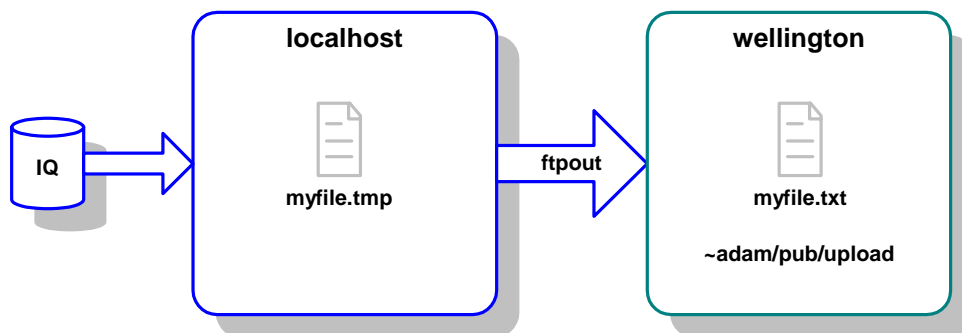 localhost
wellington
IQ
ftpout
myfile.tmp
myfile.txt
~adam/pub/upload